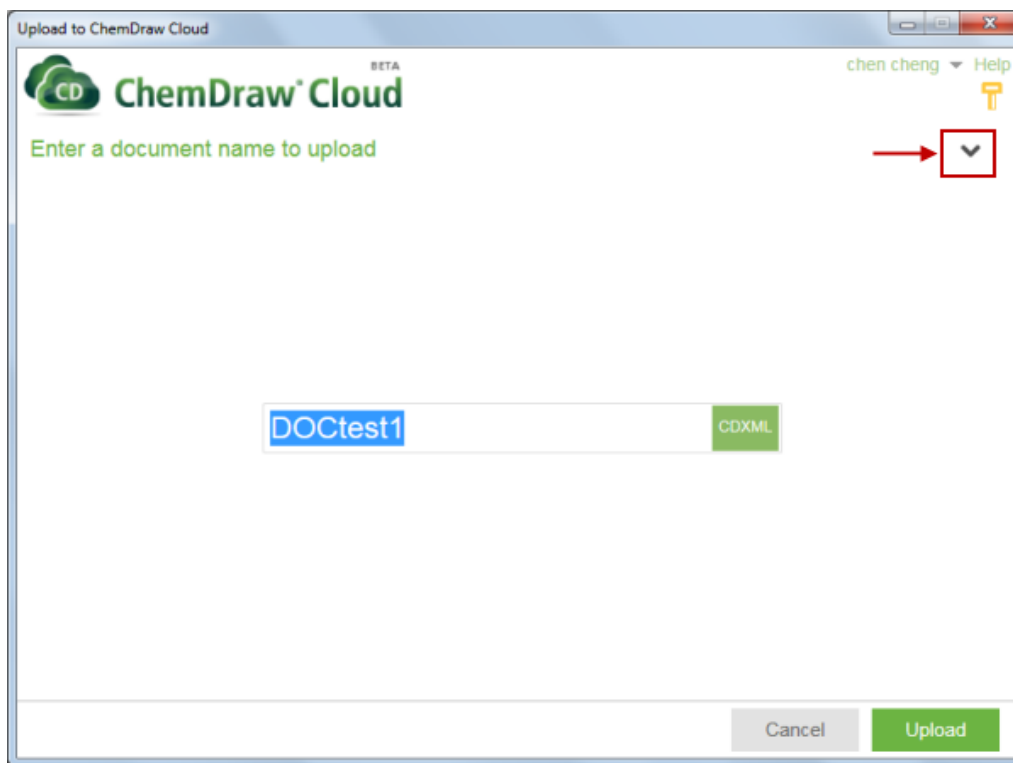 Upload to ChemDraw Cloud
CD ChemDraw® Cloud BETA
chen cheng Help
Enter a document name to upload
DOCtest1 CDXML
Cancel Upload